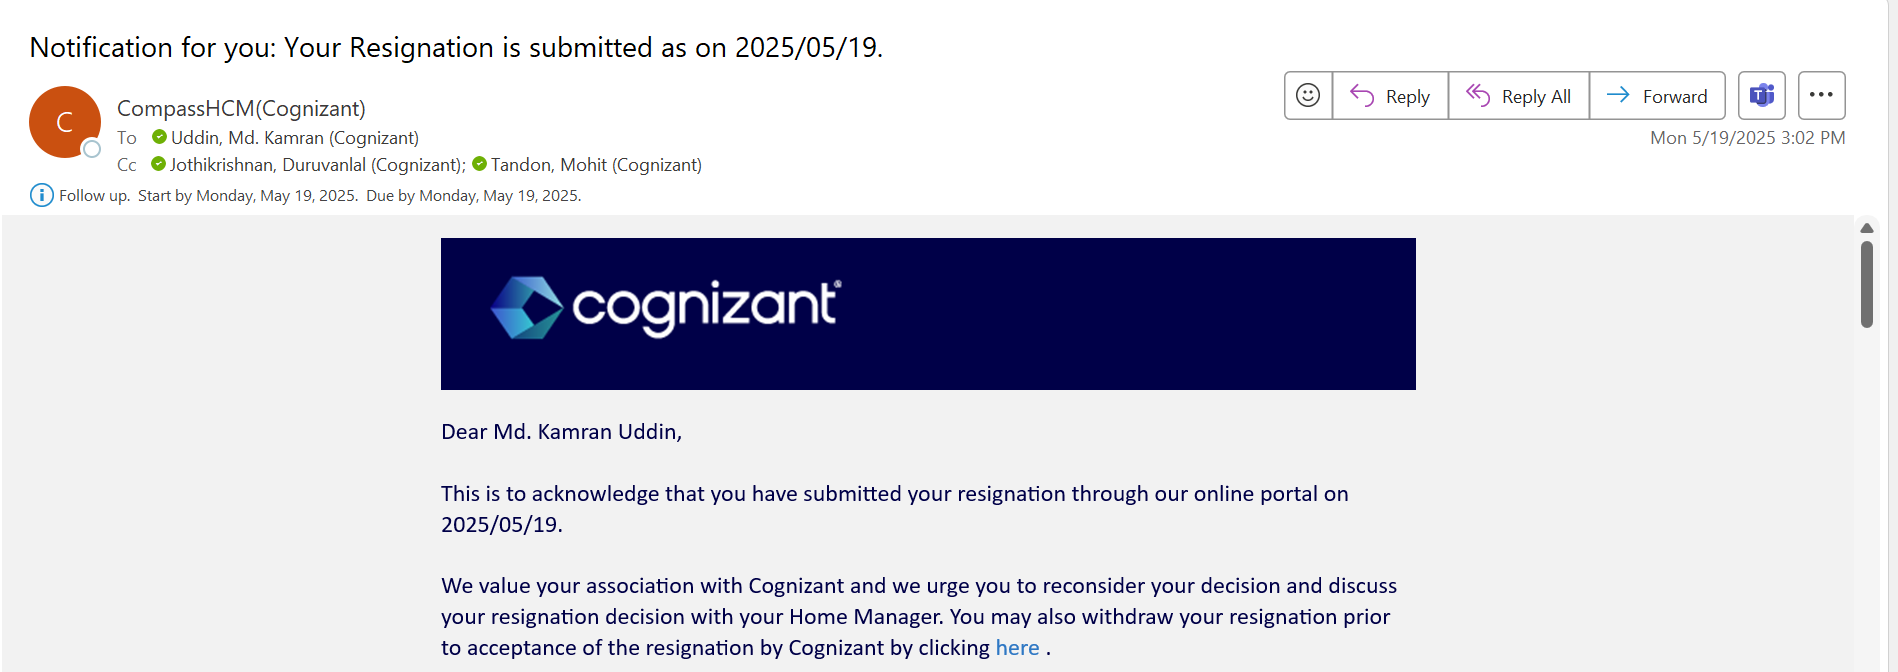 Notification for you: Your Resignation is submitted as on 2025/05/19.
C
CompassHCM(Cognizant)
To Uddin, Md. Kamran (Cognizant)
Cc Jothikrishnan, Duruvanlal (Cognizant); Tandon, Mohit (Cognizant)
Reply Reply All Forward
Mon 5/19/2025 3:02 PM
Follow up. Start by Monday, May 19, 2025. Due by Monday, May 19, 2025.
cognizant®
Dear Md. Kamran Uddin,
This is to acknowledge that you have submitted your resignation through our online portal on
2025/05/19.
We value your association with Cognizant and we urge you to reconsider your decision and discuss
your resignation decision with your Home Manager. You may also withdraw your resignation prior
to acceptance of the resignation by Cognizant by clicking here .